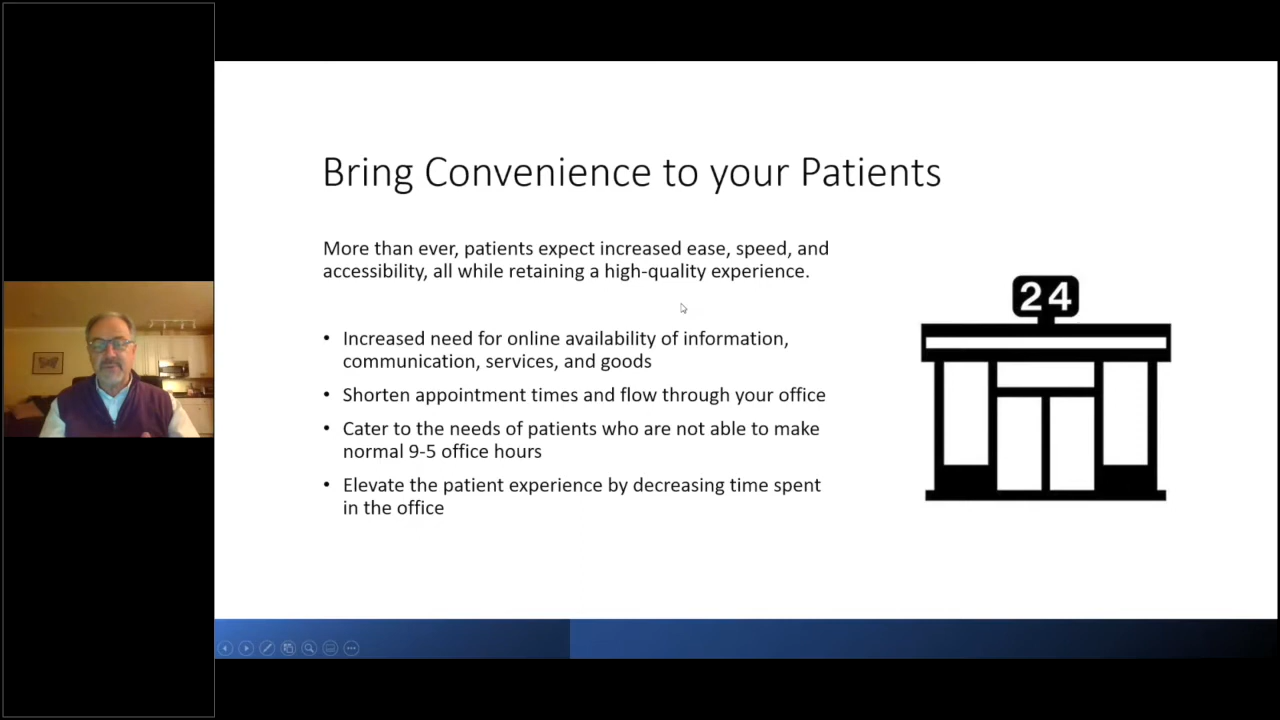 Bring Convenience to your Patients
More than ever, patients expect increased ease, speed, and
accessibility, all while retaining a high-quality experience.
• Increased need for online availability of information,
communication, services, and goods
• Shorten appointment times and flow through your office
• Cater to the needs of patients who are not able to make
normal 9-5 office hours
• Elevate the patient experience by decreasing time spent
in the office
24